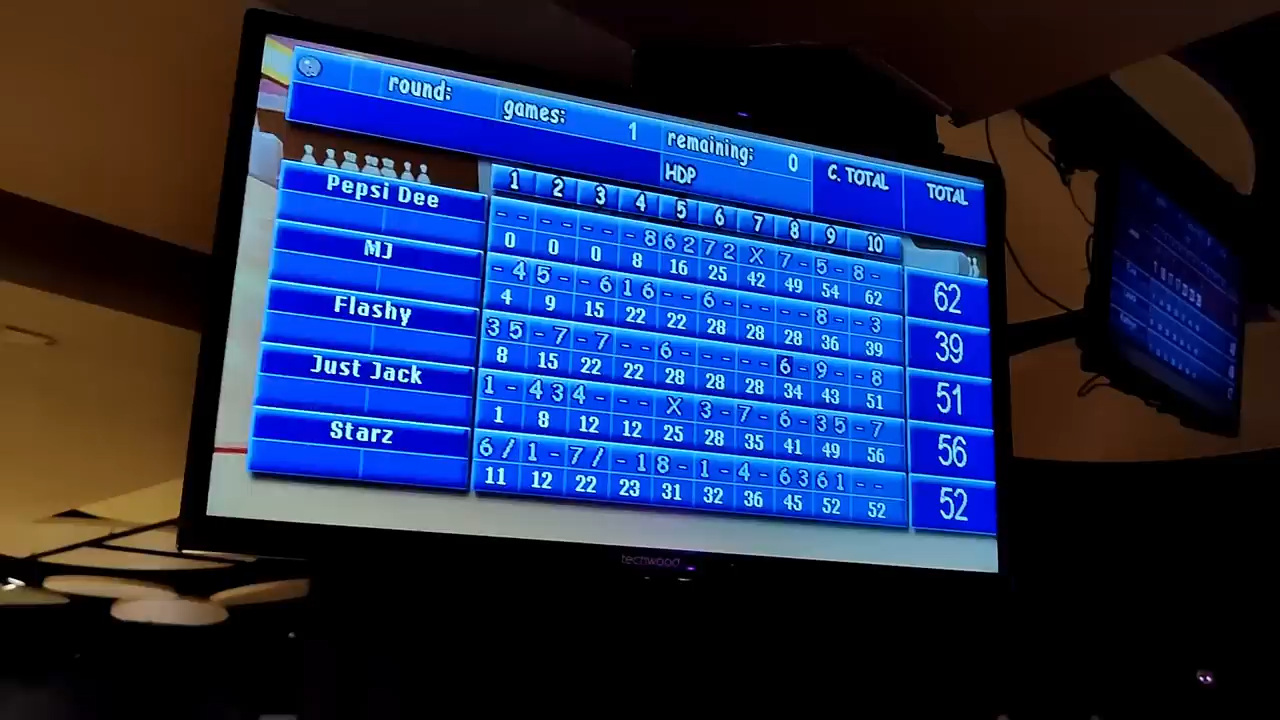 round: games: 1 remaining: 0 C. TOTAL TOTAL
HDP
1 2 3 4 5 6 7 8 9 10
Pepsi Dee - - - - - - - 8 6 2 7 2 X 7 - 5 - 8 -
0 0 0 8 16 25 42 49 54 62 62
MJ - 4 5 - - 6 1 6 - - 6 - - - - - 8 - - 3
4 9 15 22 22 28 28 28 36 39 39
Flashy 3 5 - 7 - 7 - - 6 - - - - - 6 - 9 - - 8
8 15 22 22 28 28 28 34 43 51 51
Just Jack 1 - 4 3 4 - - - X 3 - 7 - 6 - 3 5 - 7
1 8 12 12 25 28 35 41 49 56 56
Starz 6 / 1 - 7 / - 1 8 - 1 - 4 - 6 3 6 1 - -
11 12 22 23 31 32 36 45 52 52 52
techwood